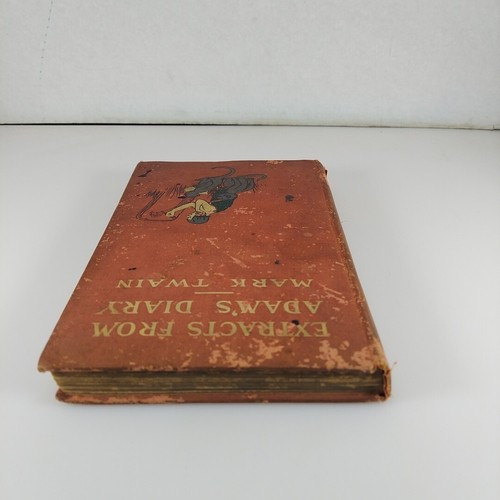 EXTRACTS FROM
ADAM'S DIARY
MARK TWAIN